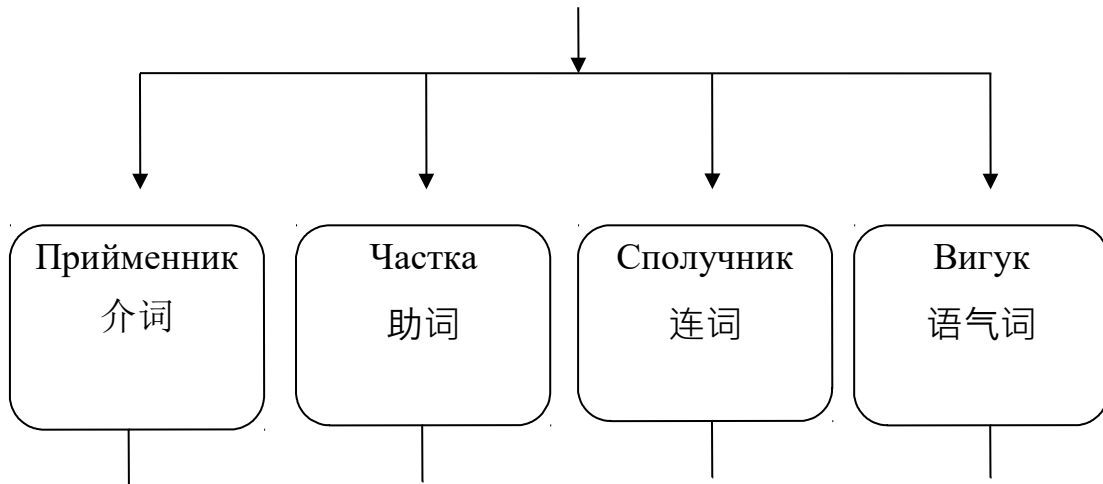 Прийменник
介词
Частка
助词
Сполучник
连词
Вигук
语气词